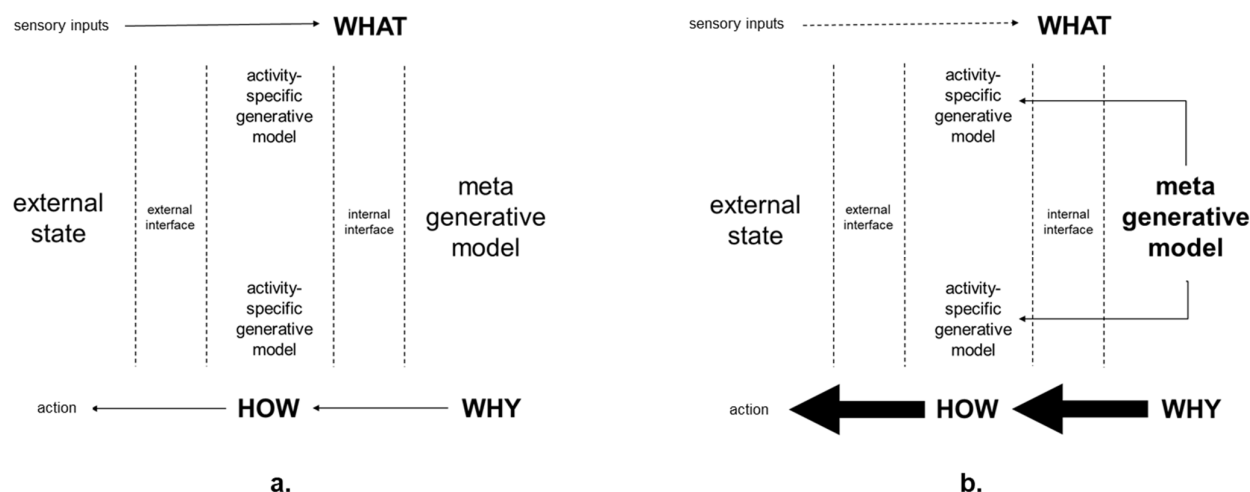 sensory inputs
WHAT
activity-
specific
generative
model
external
state
external
interface
internal
interface
meta
generative
model
activity-
specific
generative
model
action
HOW
WHY
a.
sensory inputs
WHAT
activity-
specific
generative
model
external
state
external
interface
internal
interface
meta
generative
model
activity-
specific
generative
model
action
HOW
WHY
b.